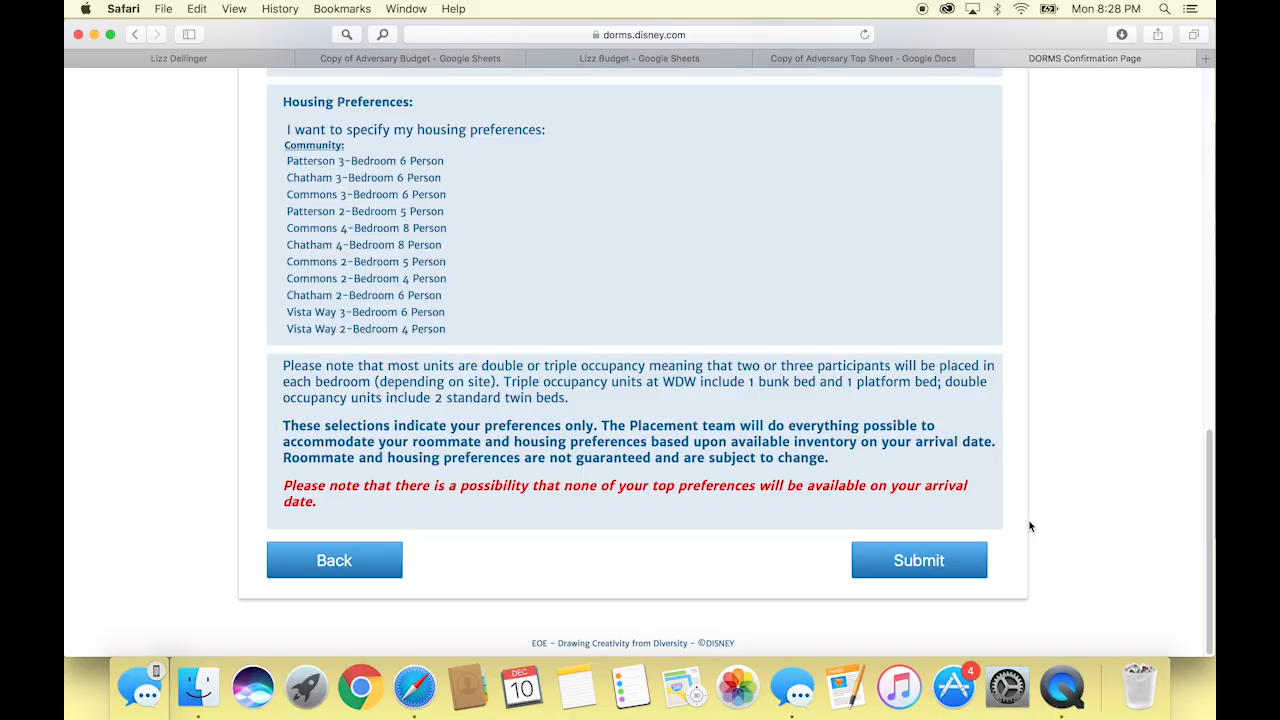 Safari File Edit View History Bookmarks Window Help Mon 8:28 PM
dorms.disney.com
Lizz Dellinger Copy of Adversary Budget - Google Sheets Lizz Budget - Google Sheets Copy of Adversary Top Sheet - Google Docs DORMS Confirmation Page
Housing Preferences:
I want to specify my housing preferences:
Community:
Patterson 3-Bedroom 6 Person
Chatham 3-Bedroom 6 Person
Commons 3-Bedroom 6 Person
Patterson 2-Bedroom 5 Person
Commons 4-Bedroom 8 Person
Chatham 4-Bedroom 8 Person
Commons 2-Bedroom 5 Person
Commons 2-Bedroom 4 Person
Chatham 2-Bedroom 6 Person
Vista Way 3-Bedroom 6 Person
Vista Way 2-Bedroom 4 Person
Please note that most units are double or triple occupancy meaning that two or three participants will be placed in
each bedroom (depending on site). Triple occupancy units at WDW include 1 bunk bed and 1 platform bed; double
occupancy units include 2 standard twin beds.
These selections indicate your preferences only. The Placement team will do everything possible to
accommodate your roommate and housing preferences based upon available inventory on your arrival date.
Roommate and housing preferences are not guaranteed and are subject to change.
Please note that there is a possibility that none of your top preferences will be available on your arrival
date.
Back Submit
EOE - Drawing Creativity from Diversity - ©DISNEY
DEC
10
4